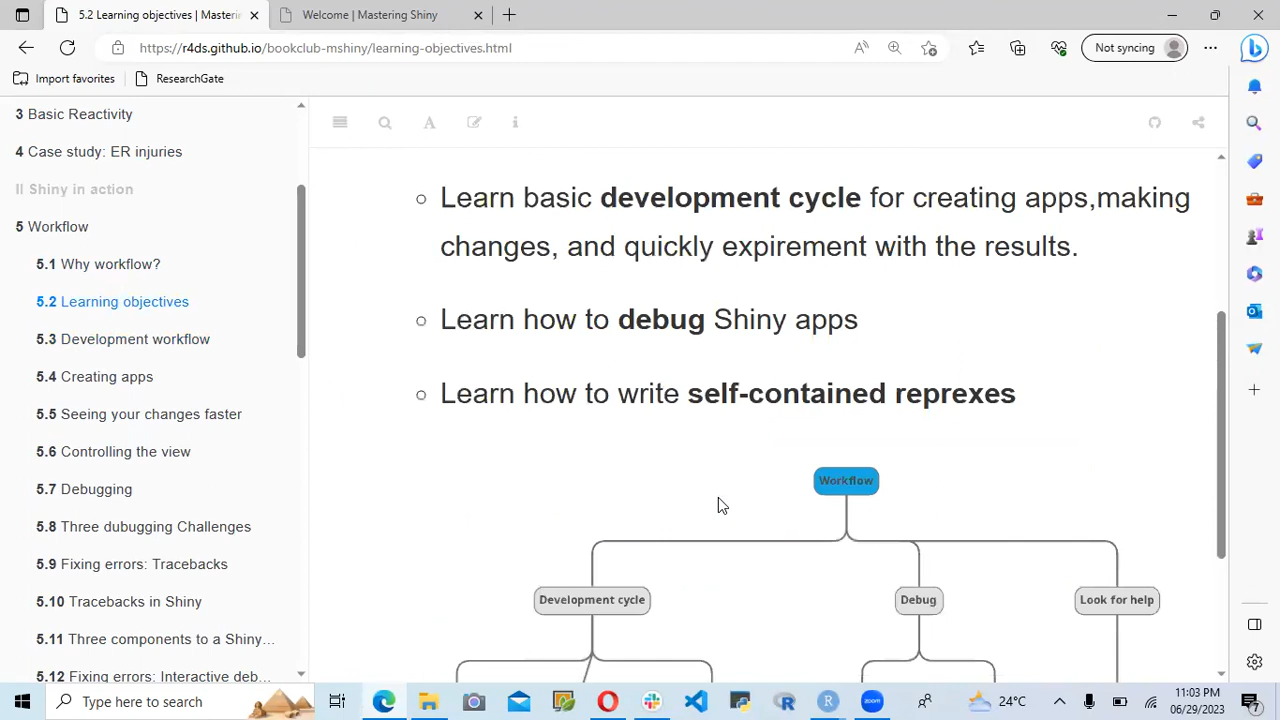 5.2 Learning objectives | Masterin
Welcome | Mastering Shiny
https://r4ds.github.io/bookclub-mshiny/learning-objectives.html
Not syncing
Import favorites
ResearchGate
3 Basic Reactivity
4 Case study: ER injuries
II Shiny in action
5 Workflow
5.1 Why workflow?
5.2 Learning objectives
5.3 Development workflow
5.4 Creating apps
5.5 Seeing your changes faster
5.6 Controlling the view
5.7 Debugging
5.8 Three dubugging Challenges
5.9 Fixing errors: Tracebacks
5.10 Tracebacks in Shiny
5.11 Three components to a Shiny...
5.12 Fixing errors: Interactive deb...
Learn basic development cycle for creating apps,making
changes, and quickly expirement with the results.
Learn how to debug Shiny apps
Learn how to write self-contained reprexes
Workflow
Development cycle
Debug
Look for help
Type here to search
24°C
11:03 PM
06/29/2023
7